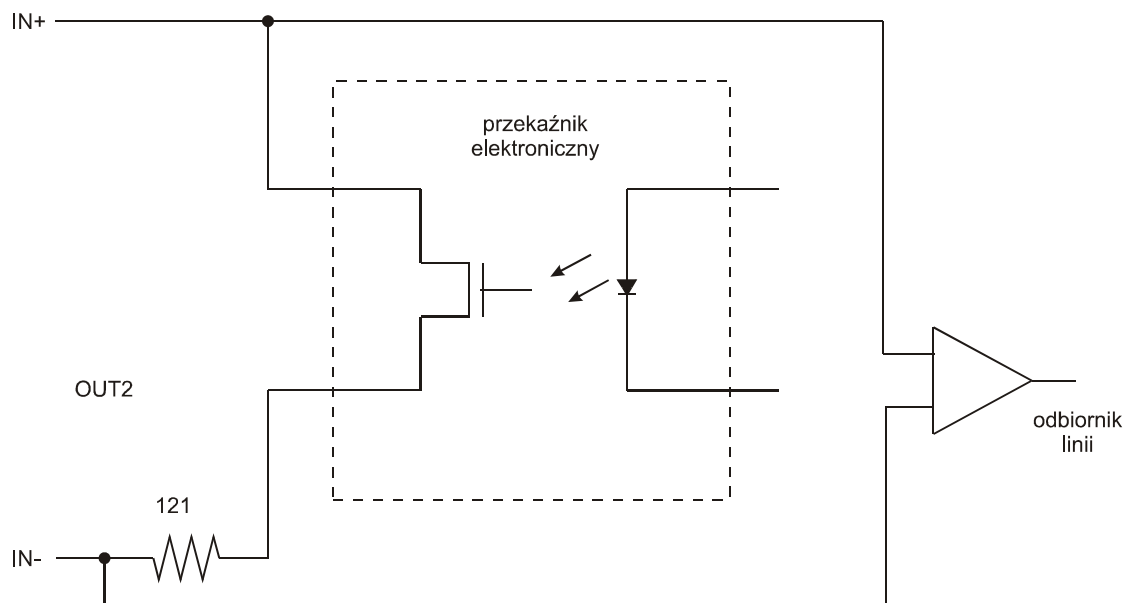 IN+
przekaźnik
elektroniczny
OUT2
odbiornik
linii
121
IN-